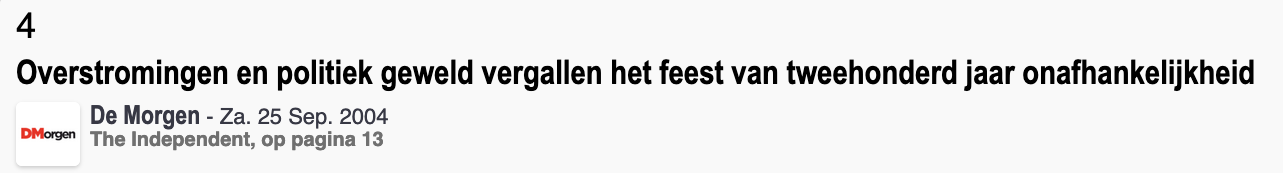 4
Overstromingen en politiek geweld vergallen het feest van tweehonderd jaar onafhankelijkheid
DMorgen
De Morgen - Za. 25 Sep. 2004
The Independent, op pagina 13